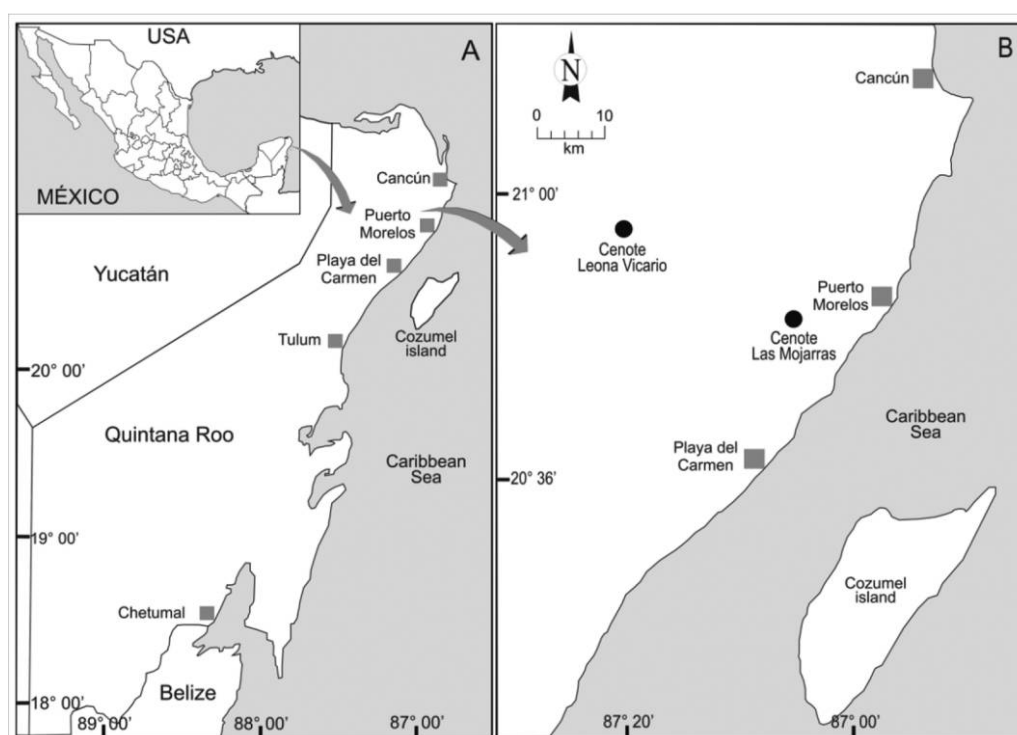 USA
MÉXICO
A
Cancún
Puerto
Morelos
Playa del
Carmen
Yucatán
Tulum
Cozumel
island
20° 00’
Quintana Roo
Caribbean
Sea
19° 00’
Chetumal
Belize
18° 00’
89° 00’
88° 00’
87° 00’
B
N
0 10
km
Cancún
21° 00’
Cenote
Leona Vicario
Puerto
Morelos
Cenote
Las Mojarras
Caribbean
Sea
Playa del
Carmen
20° 36’
Cozumel
island
87° 20’
87° 00’